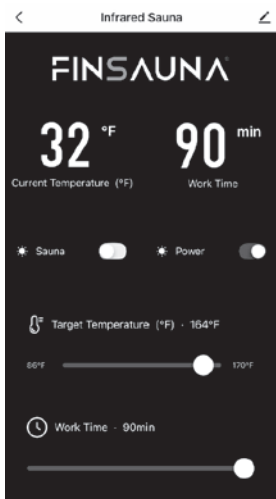 Infrared Sauna
FINSAUNA
32 °F
90 min
Current Temperature (°F)
Work Time
Sauna
Power
Target Temperature (°F) · 164°F
86°F
170°F
Work Time · 90min